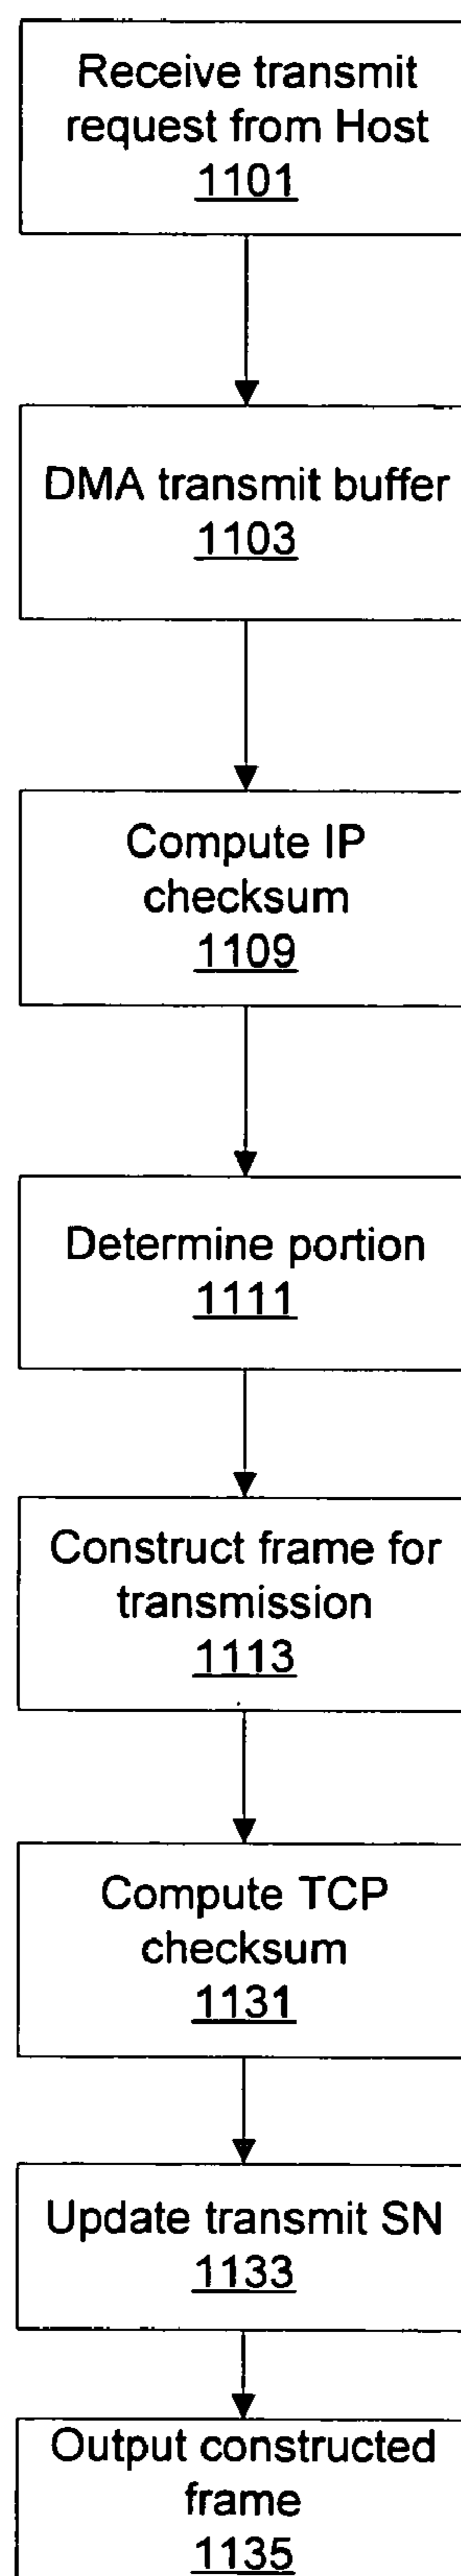 Receive transmit
request from Host
1101
DMA transmit buffer
1103
Compute IP
checksum
1109
Determine portion
1111
Construct frame for
transmission
1113
Compute TCP
checksum
1131
Update transmit SN
1133
Output constructed
frame
1135